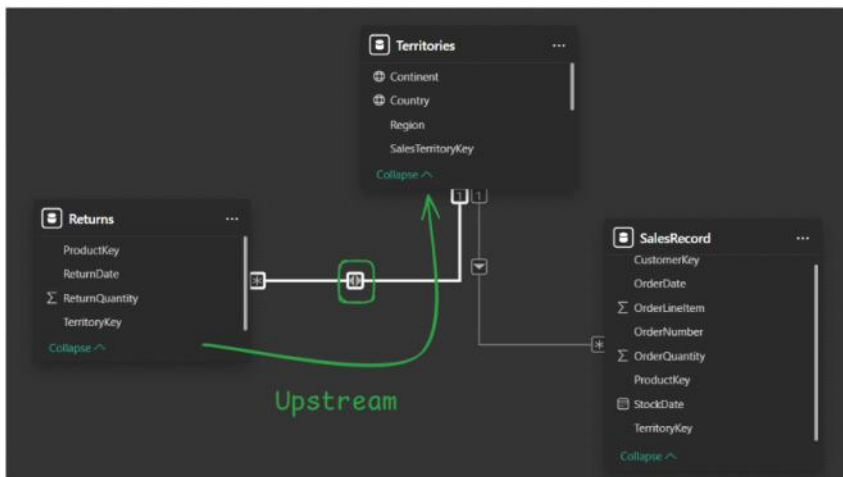 Territories
Continent
Country
Region
SalesTerritoryKey
Collapse
1 1
Returns
ProductKey
ReturnDate
ReturnQuantity
TerritoryKey
Collapse
*
Upstream
SalesRecord
CustomerKey
OrderDate
OrderLineItem
OrderNumber
OrderQuantity
ProductKey
StockDate
TerritoryKey
Collapse
*